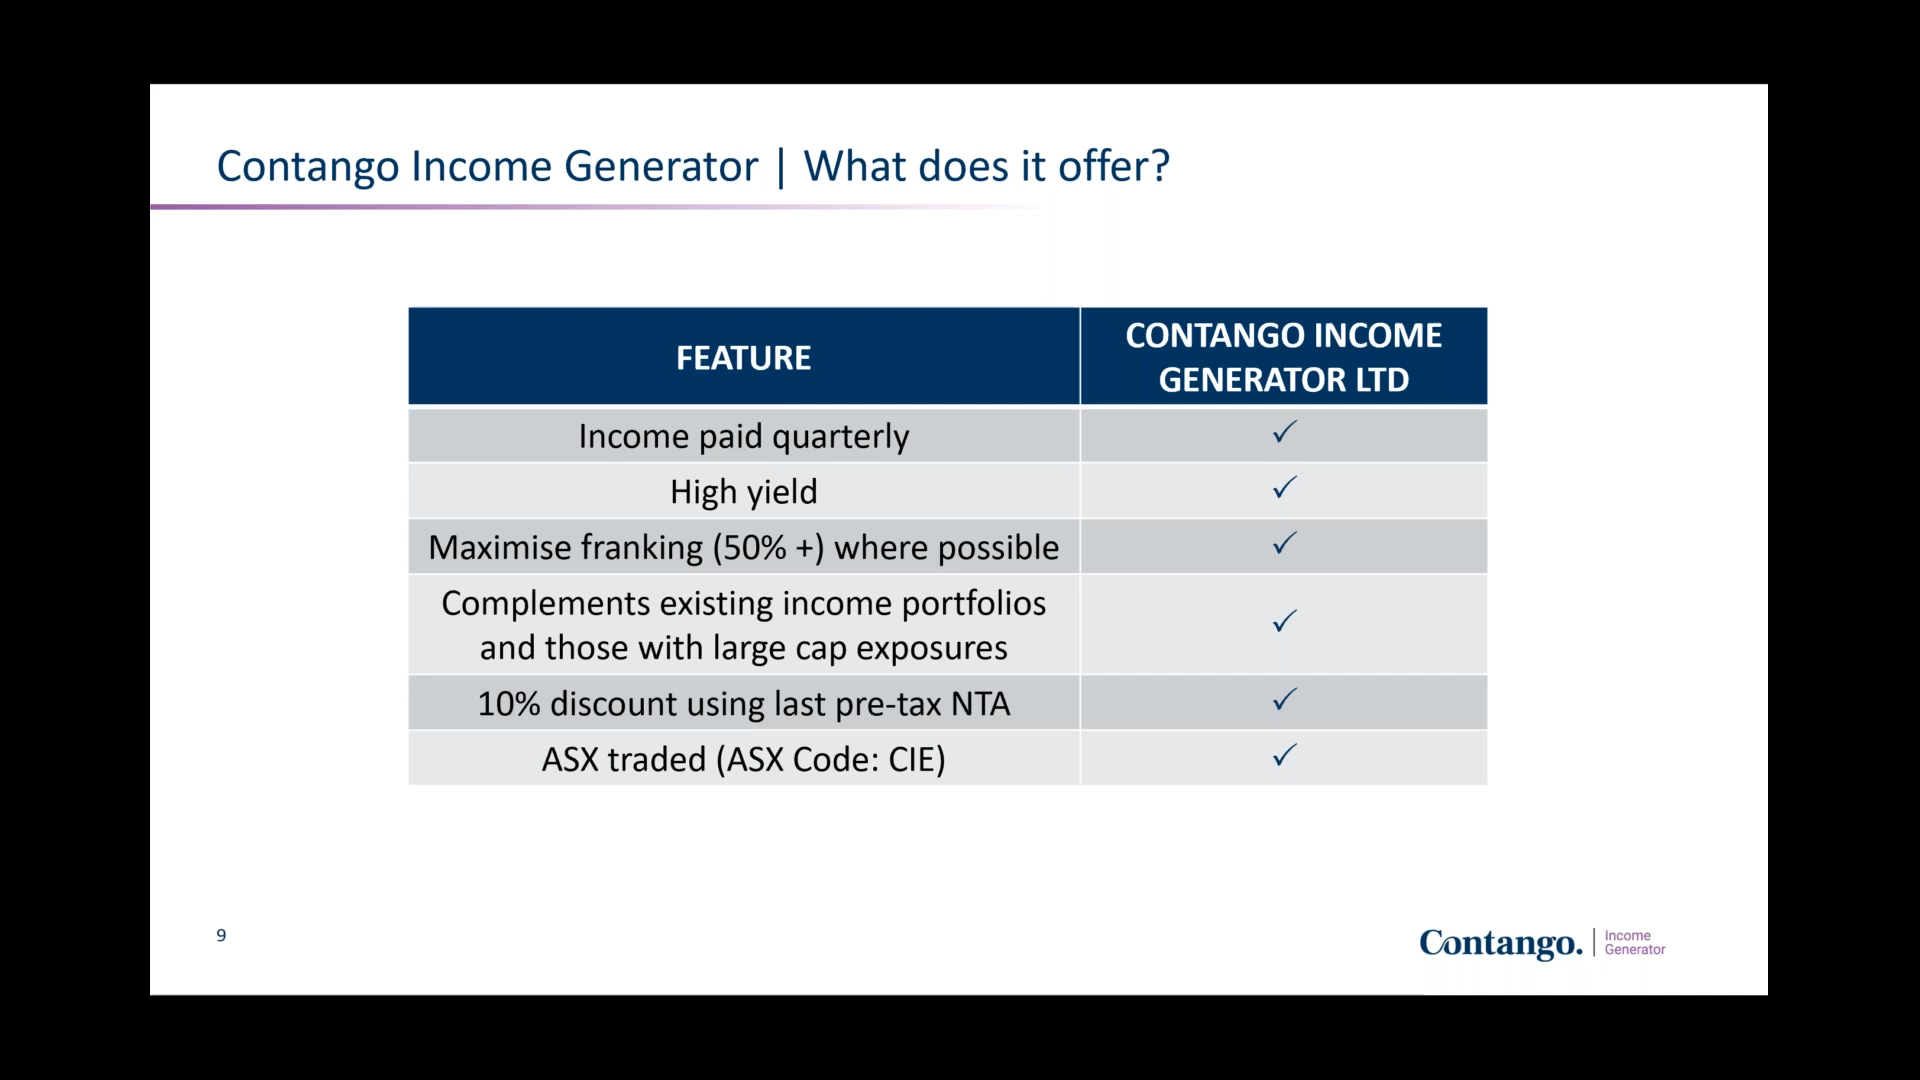 Contango Income Generator | What does it offer?
FEATURE
CONTANGO INCOME
GENERATOR LTD
Income paid quarterly ✓
High yield ✓
Maximise franking (50% +) where possible ✓
Complements existing income portfolios
and those with large cap exposures ✓
10% discount using last pre-tax NTA ✓
ASX traded (ASX Code: CIE) ✓
9
Contango. | Income
Generator